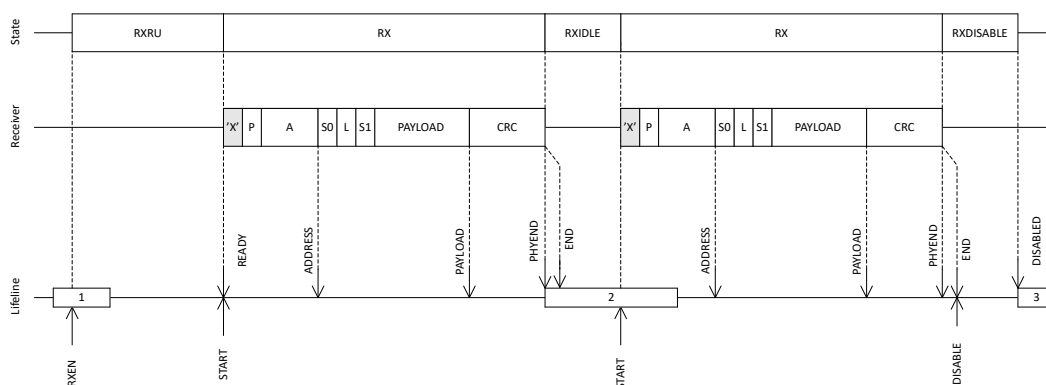 State
RXRU
RX
RXIDLE
RX
RXDISABLE
Receiver
'X'
P
A
S0
L
S1
PAYLOAD
CRC
'X'
P
A
S0
L
S1
PAYLOAD
CRC
READY
ADDRESS
PAYLOAD
PHYEND
END
ADDRESS
PAYLOAD
PHYEND
END
DISABLED
Lifeline
1
2
3
RXEN
START
START
DISABLE